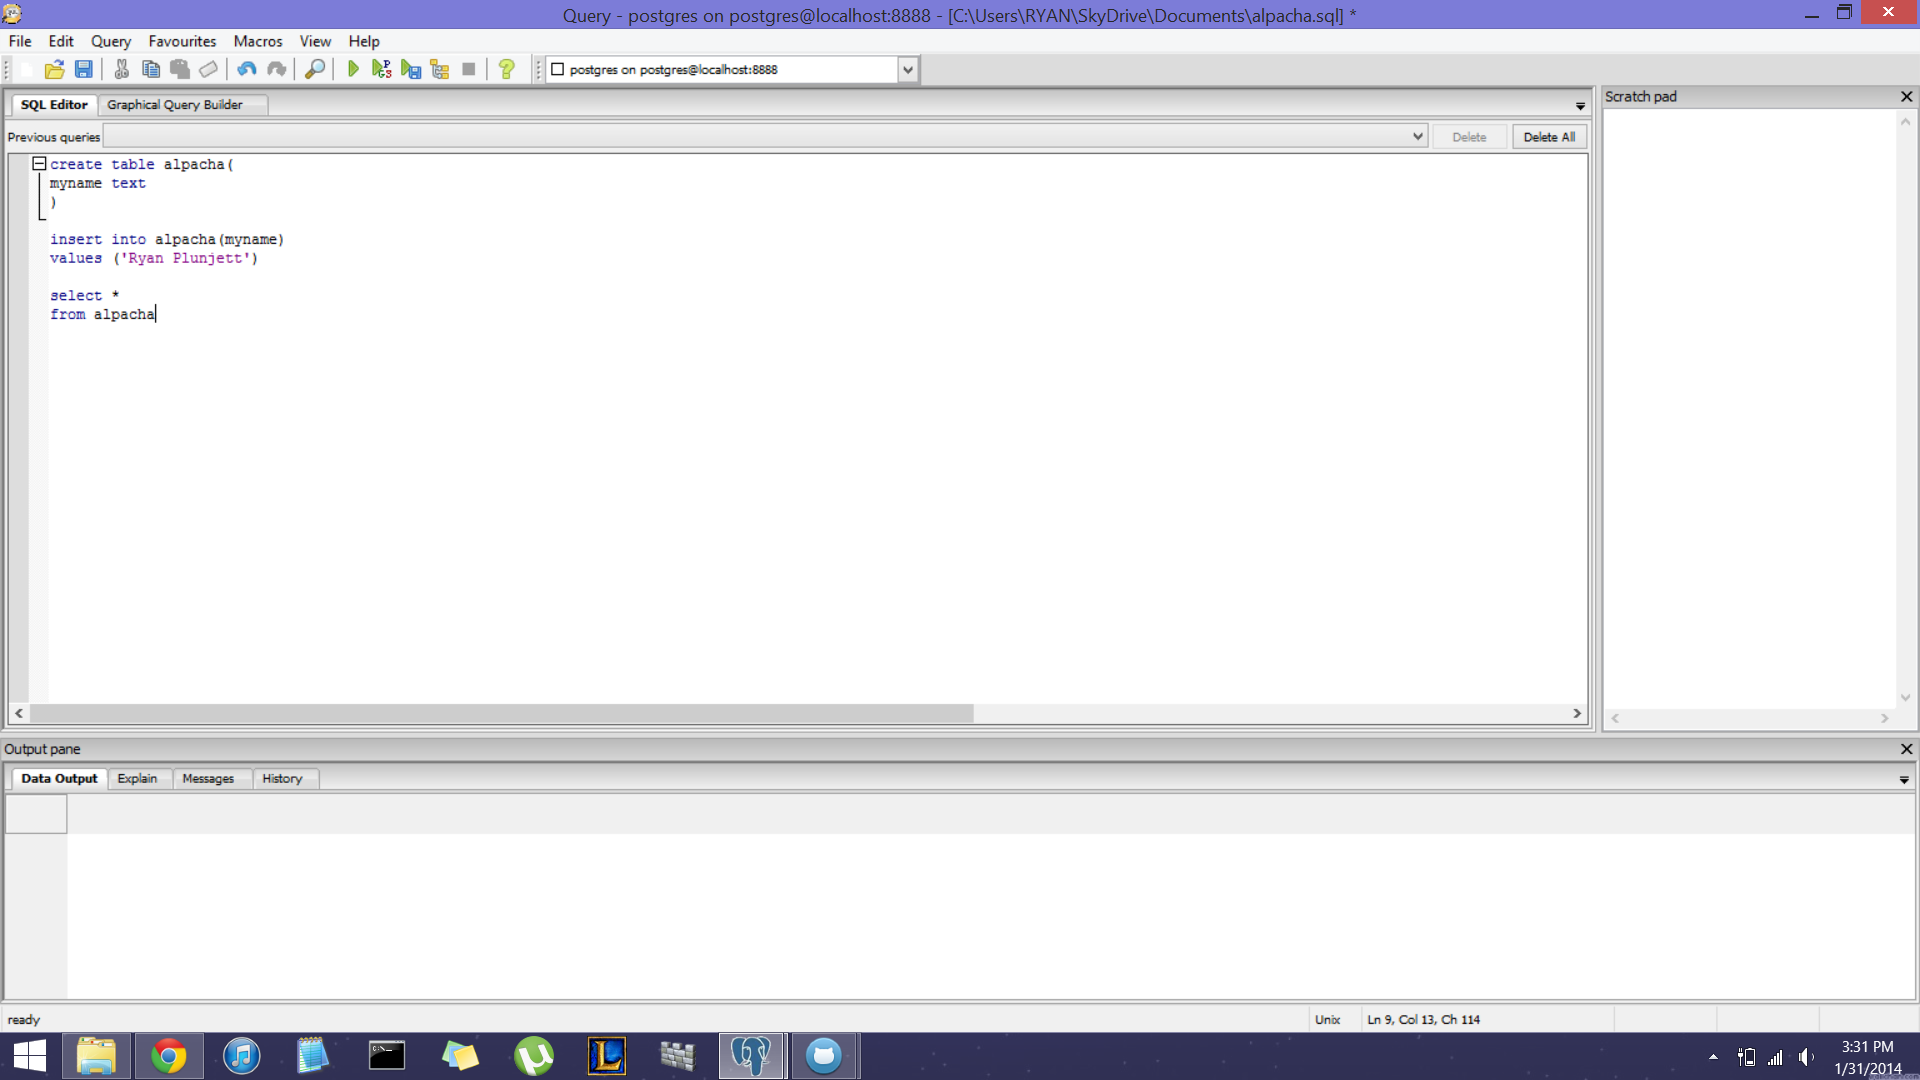 Query - postgres on postgres@localhost:8888 - [C:\Users\RYAN\SkyDrive\Documents\alpacha.sql] *
File Edit Query Favourites Macros View Help
postgres on postgres@localhost:8888
SQL Editor Graphical Query Builder
Scratch pad
Previous queries Delete Delete All
create table alpacha(
myname text
)
insert into alpacha(myname)
values ('Ryan Plunjett')
select *
from alpacha
Output pane
Data Output Explain Messages History
ready Unix Ln 9, Col 13, Ch 114
3:31 PM
1/31/2014